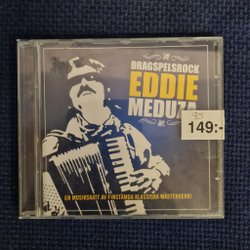 DRAGSPELSROCK
EDDIE
MEDUZA
149:-
EN MUSIKSKATT AV FINSTÄMDA KLASSISKA MÄSTERVERK!